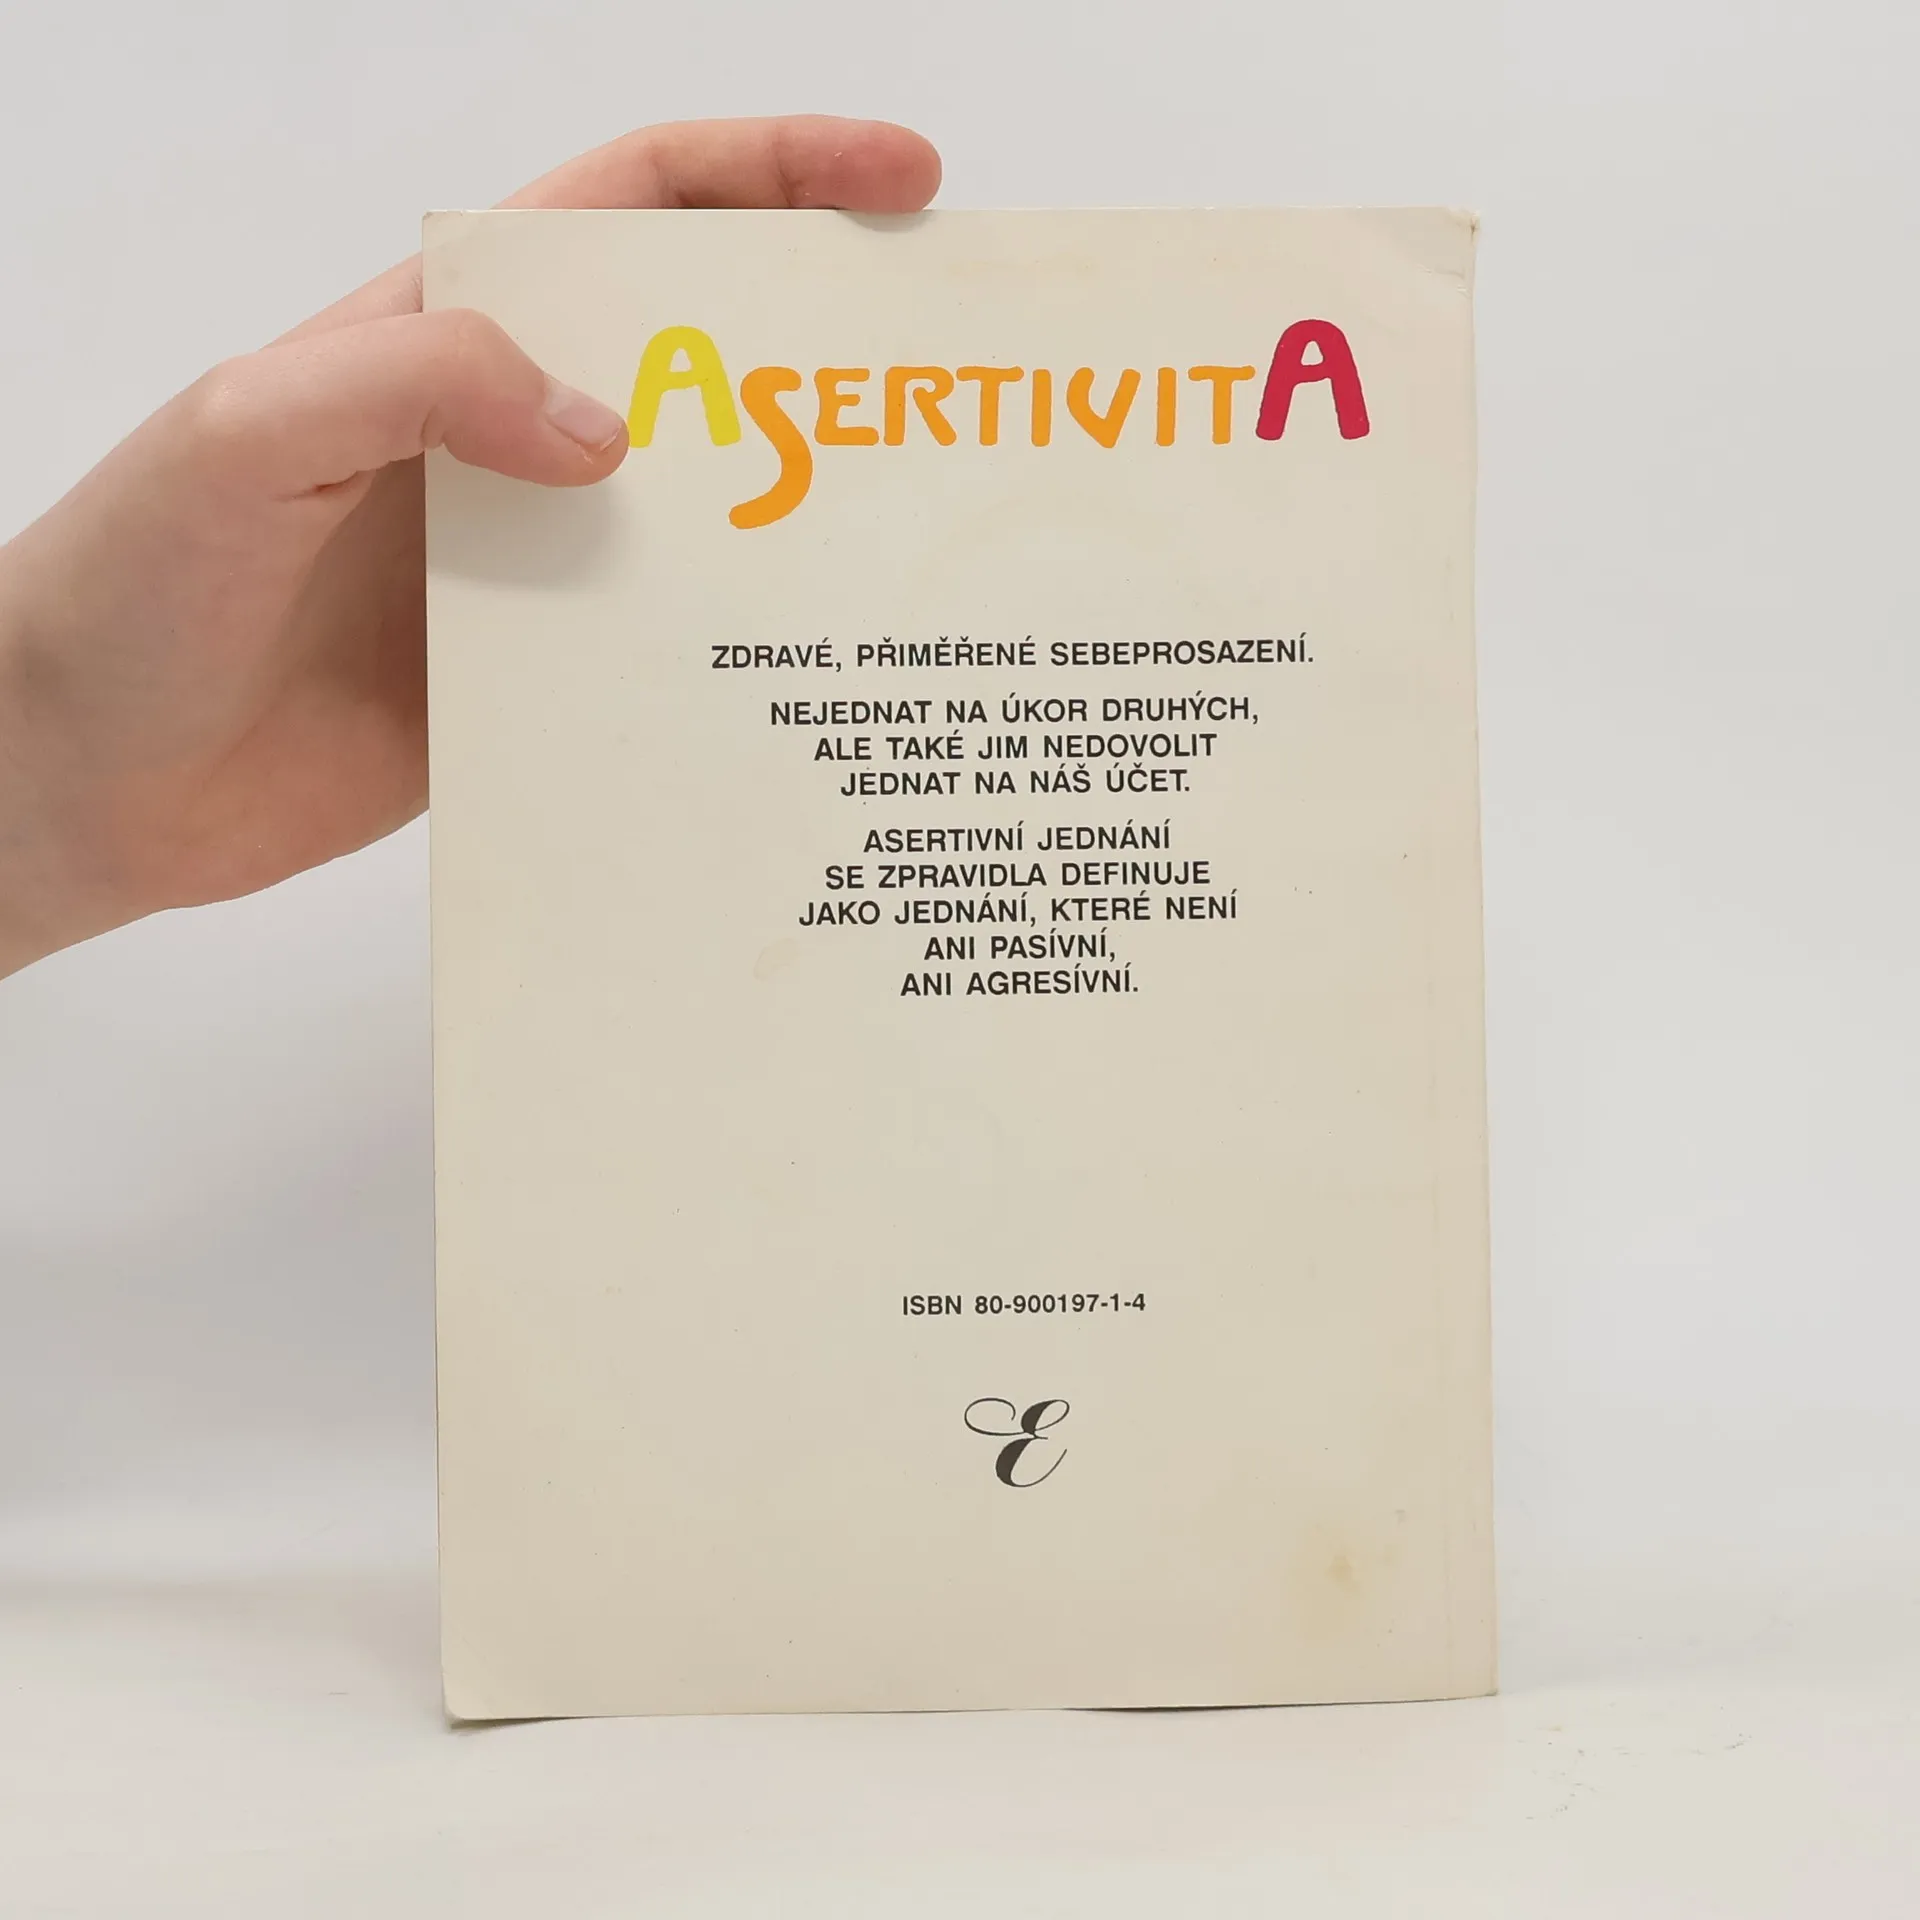 ASERTIVITA
ZDRAVÉ, PŘIMĚŘENÉ SEBEPROSAZENÍ.
NEJEDNAT NA ÚKOR DRUHÝCH,
ALE TAKÉ JIM NEDOVOLIT
JEDNAT NA NÁŠ ÚČET.
ASERTIVNÍ JEDNÁNÍ
SE ZPRAVIDLA DEFINUJE
JAKO JEDNÁNÍ, KTERÉ NENÍ
ANI PASÍVNÍ,
ANI AGRESÍVNÍ.
ISBN 80-900197-1-4
E